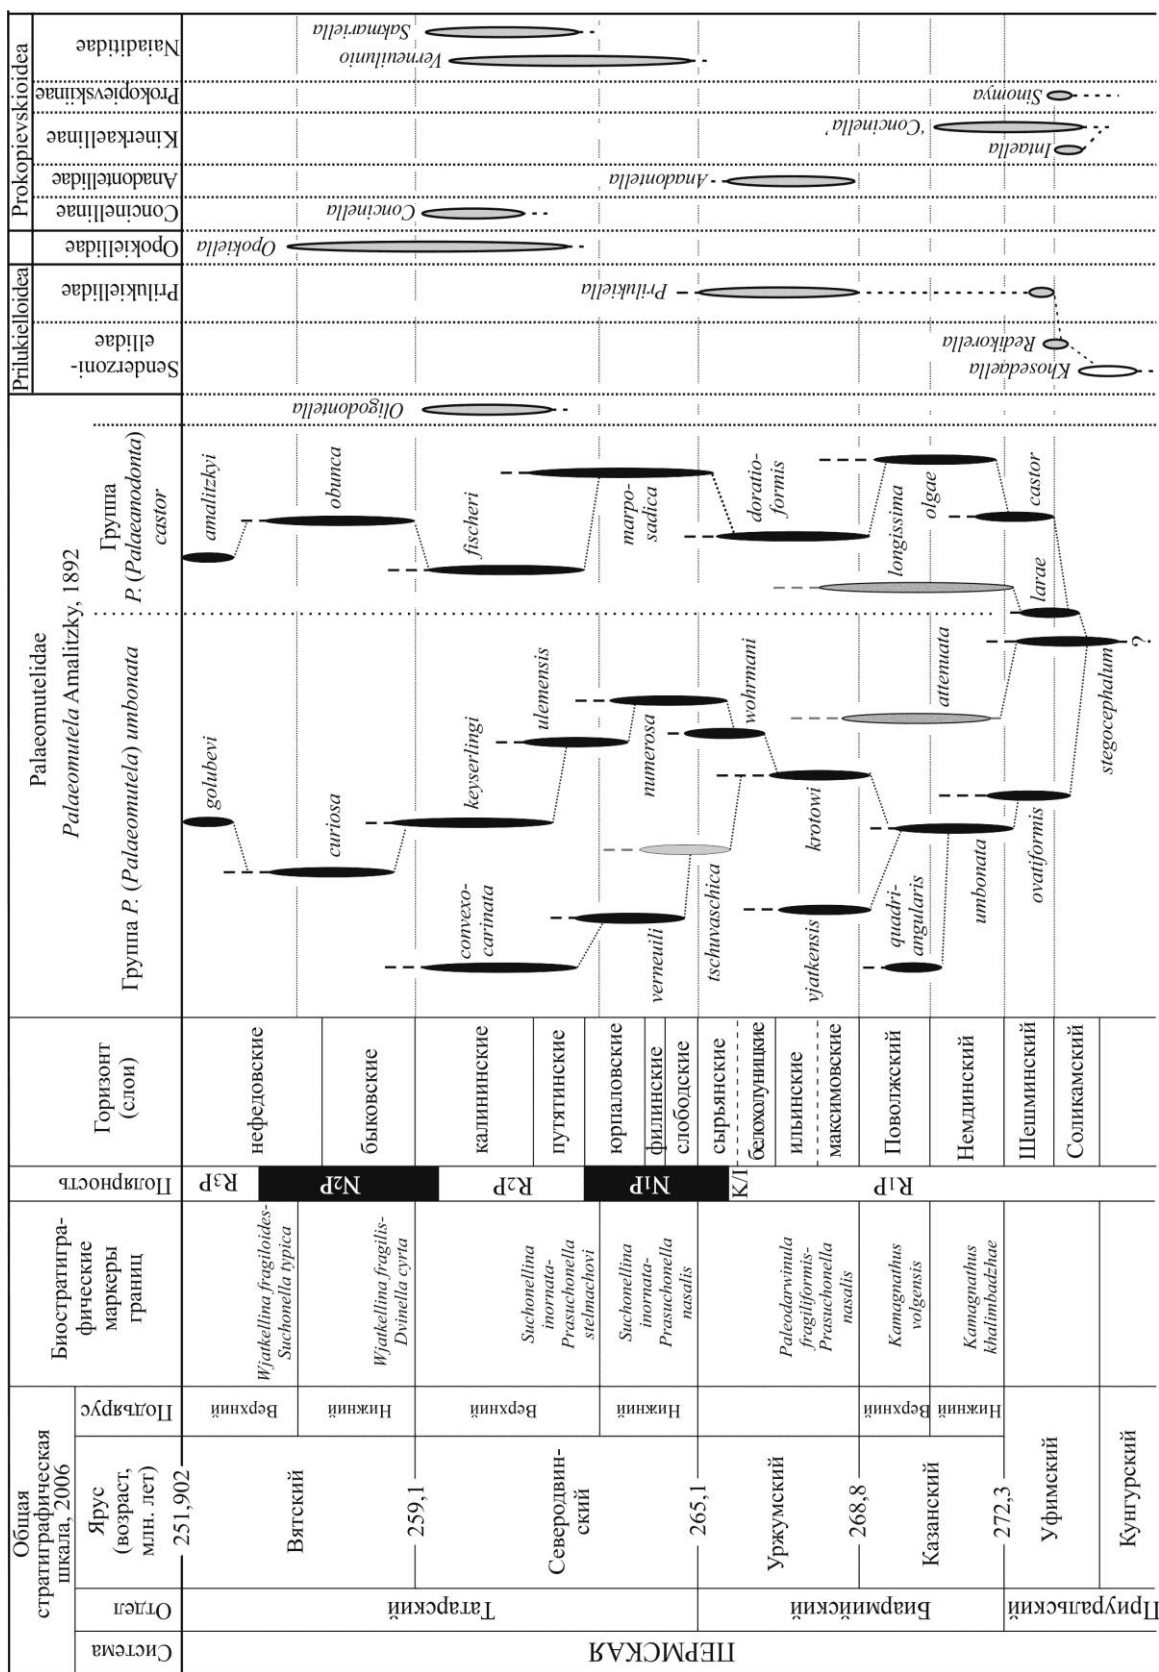 Общая
стратиграфическая
шкала, 2006
Система
Отдел
Ярус
(возраст,
млн. лет)
Подъярус
Биостратигра-
фические
маркеры
границ
Полярность
Горизонт
(слои)
Palaeomutelidae
Palaeomutela Amalitzky, 1892
Группа P. (Palaeomutela) umbonata
Группа
P. (Palaeanodonta)
castor
Prilukielloidea
Senderzoni-
ellidae
Prilukiellidae
Opokiellidae
Prokopievskioidea
Concinellinae
Anadontellidae
Kinerkaellinae
Prokopievskiinae
Naiaditidae
ПЕРМСКАЯ
Татарский
Биармийский
Приуральский
251,902
Вятский
259,1
Северодвин-
ский
265,1
Уржумский
268,8
Казанский
272,3
Уфимский
Кунгурский
Верхний
Нижний
Верхний
Нижний
Верхний
Нижний
Wjatkellina fragiloides-
Suchonella typica
Wjatkellina fragilis-
Dvinella cyrta
Suchonellina
inornata-
Prasuchonella
stelmachovi
Suchonellina
inornata-
Prasuchonella
nasalis
Paleodarwinula
fragiliformis-
Prasuchonella
nasalis
Kamagnathus
volgensis
Kamagnathus
khalimbadzhae
R3P
N2P
R2P
N1P
K/I
R1P
нефедовские
быковские
калининские
путятинские
юрпаловские
филинские
слободские
сырьянские
белохолуницкие
ильинские
максимовские
Поволжский
Немдинский
Шешминский
Соликамский
golubevi
curiosa
keyserlingi
convexo-
carinata
ulemensis
verneuili
numerosa
tschuvaschica
wohrmani
vjatkensis
krotowi
quadri-
angularis
attenuata
umbonata
ovatiformis
stegocephalum
?
amalitzkyi
obunca
fischeri
marpo-
sadica
doratio-
formis
longissima
olgae
larae
castor
Oligodontella
Khosedaella
Redikorella
Prilukiella
Opokiella
Concinella
Anadontella
Intaella
'Concinella'
Sinomya
Verneuilunio
Sakmariella